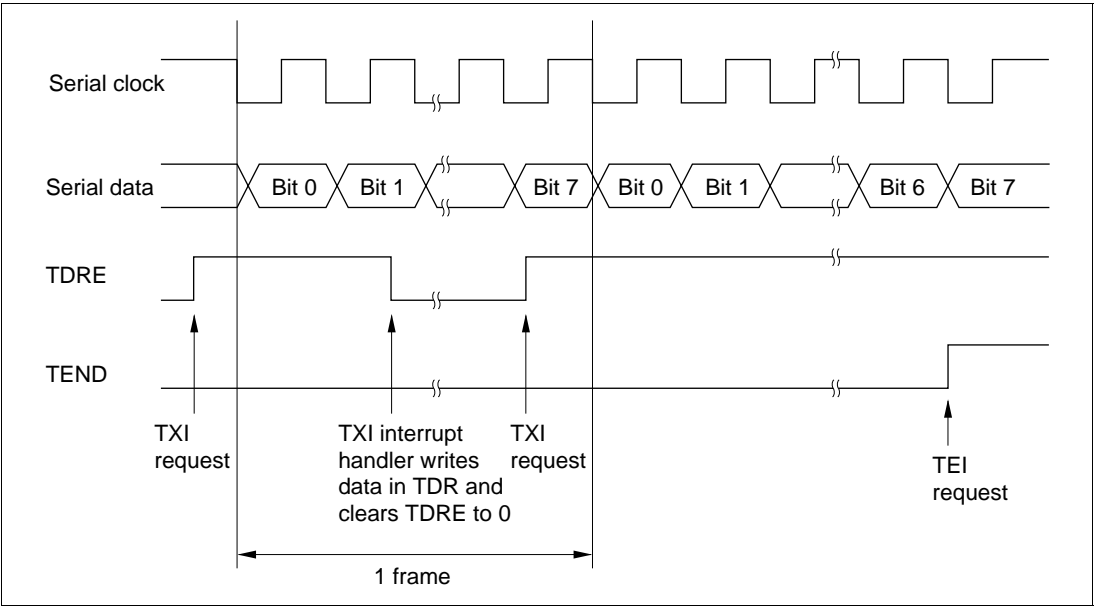 Serial clock
Serial data
Bit 0
Bit 1
Bit 7
Bit 0
Bit 1
Bit 6
Bit 7
TDRE
TEND
TXI
request
TXI interrupt
handler writes
data in TDR and
clears TDRE to 0
TXI
request
TEI
request
1 frame